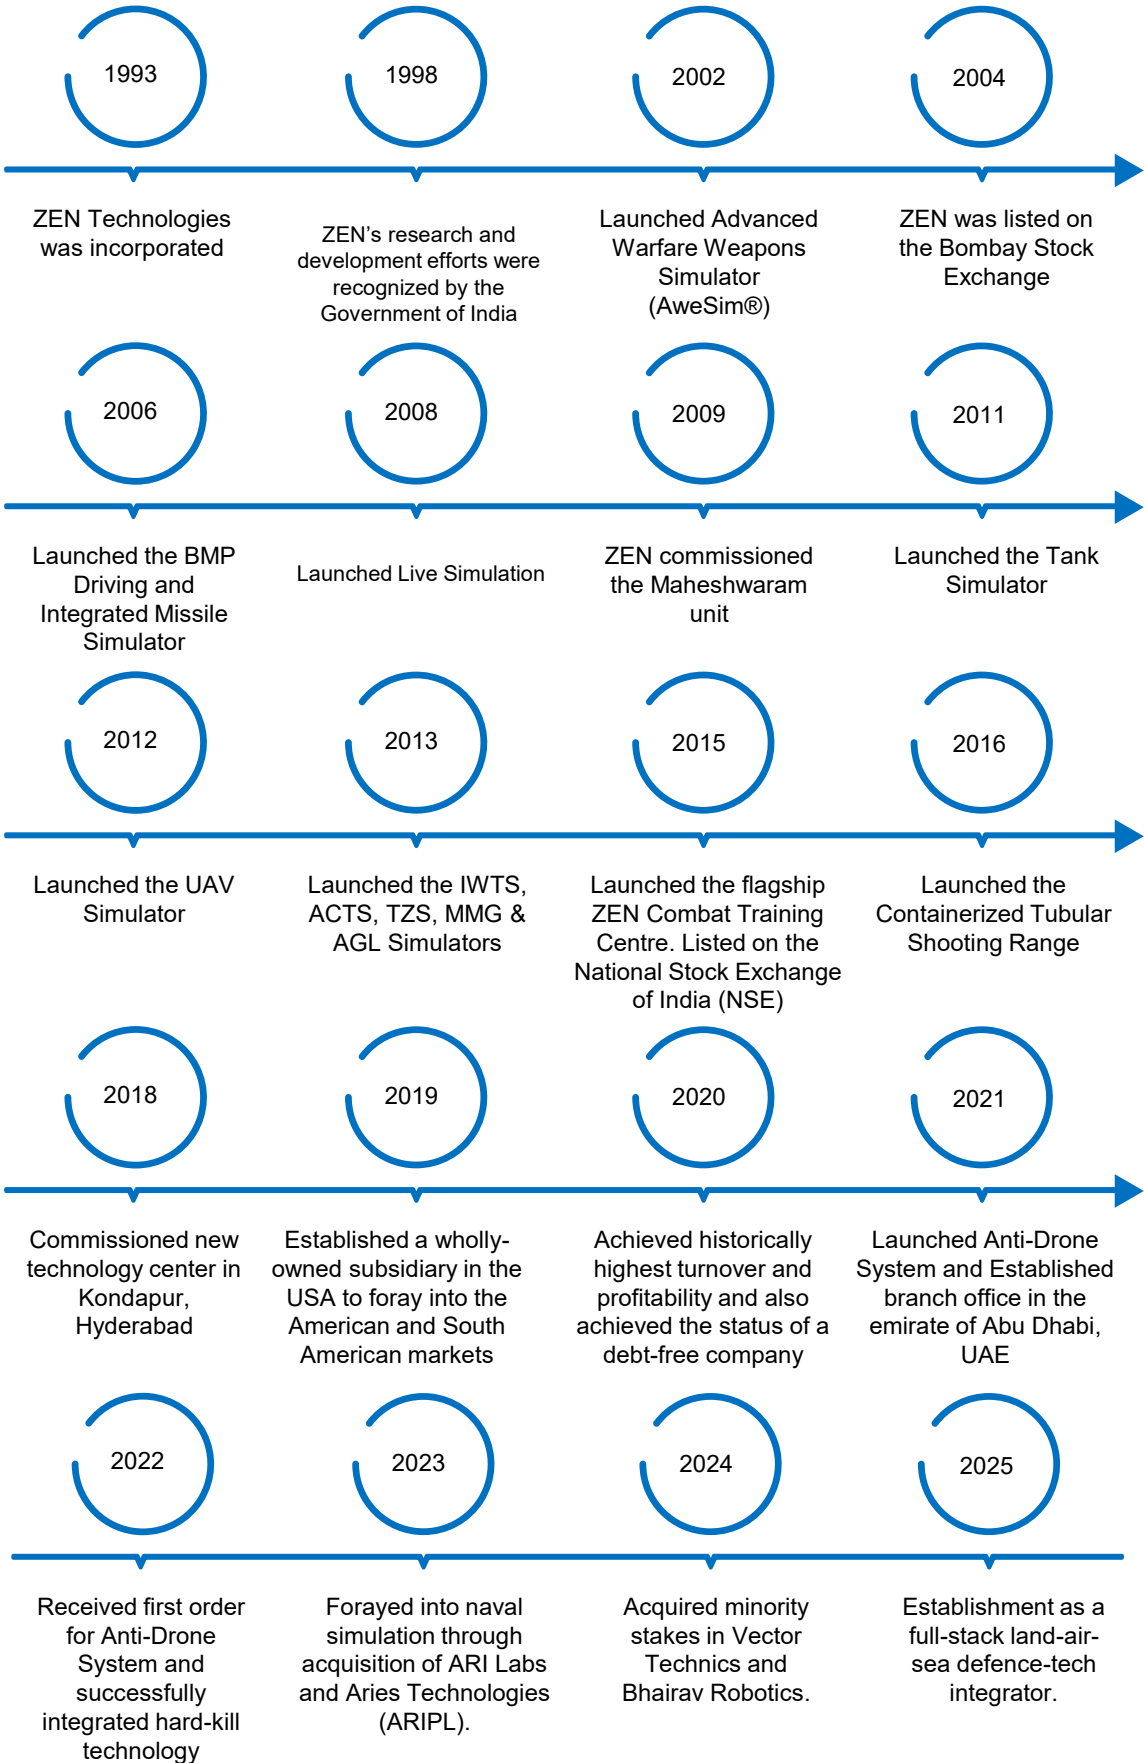 1993
ZEN Technologies
was incorporated
1998
ZEN's research and
development efforts were
recognized by the
Government of India
2002
Launched Advanced
Warfare Weapons
Simulator
(AweSim®)
2004
ZEN was listed on
the Bombay Stock
Exchange
2006
Launched the BMP
Driving and
Integrated Missile
Simulator
2008
Launched Live Simulation
2009
ZEN commissioned
the Maheshwaram
unit
2011
Launched the Tank
Simulator
2012
Launched the UAV
Simulator
2013
Launched the IWTS,
ACTS, TZS, MMG &
AGL Simulators
2015
Launched the flagship
ZEN Combat Training
Centre. Listed on the
National Stock Exchange
of India (NSE)
2016
Launched the
Containerized Tubular
Shooting Range
2018
Commissioned new
technology center in
Kondapur,
Hyderabad
2019
Established a wholly-
owned subsidiary in the
USA to foray into the
American and South
American markets
2020
Achieved historically
highest turnover and
profitability and also
achieved the status of a
debt-free company
2021
Launched Anti-Drone
System and Established
branch office in the
emirate of Abu Dhabi,
UAE
2022
Received first order
for Anti-Drone
System and
successfully
integrated hard-kill
technology
2023
Forayed into naval
simulation through
acquisition of ARI Labs
and Aries Technologies
(ARIPL).
2024
Acquired minority
stakes in Vector
Technics and
Bhairav Robotics.
2025
Establishment as a
full-stack land-air-
sea defence-tech
integrator.